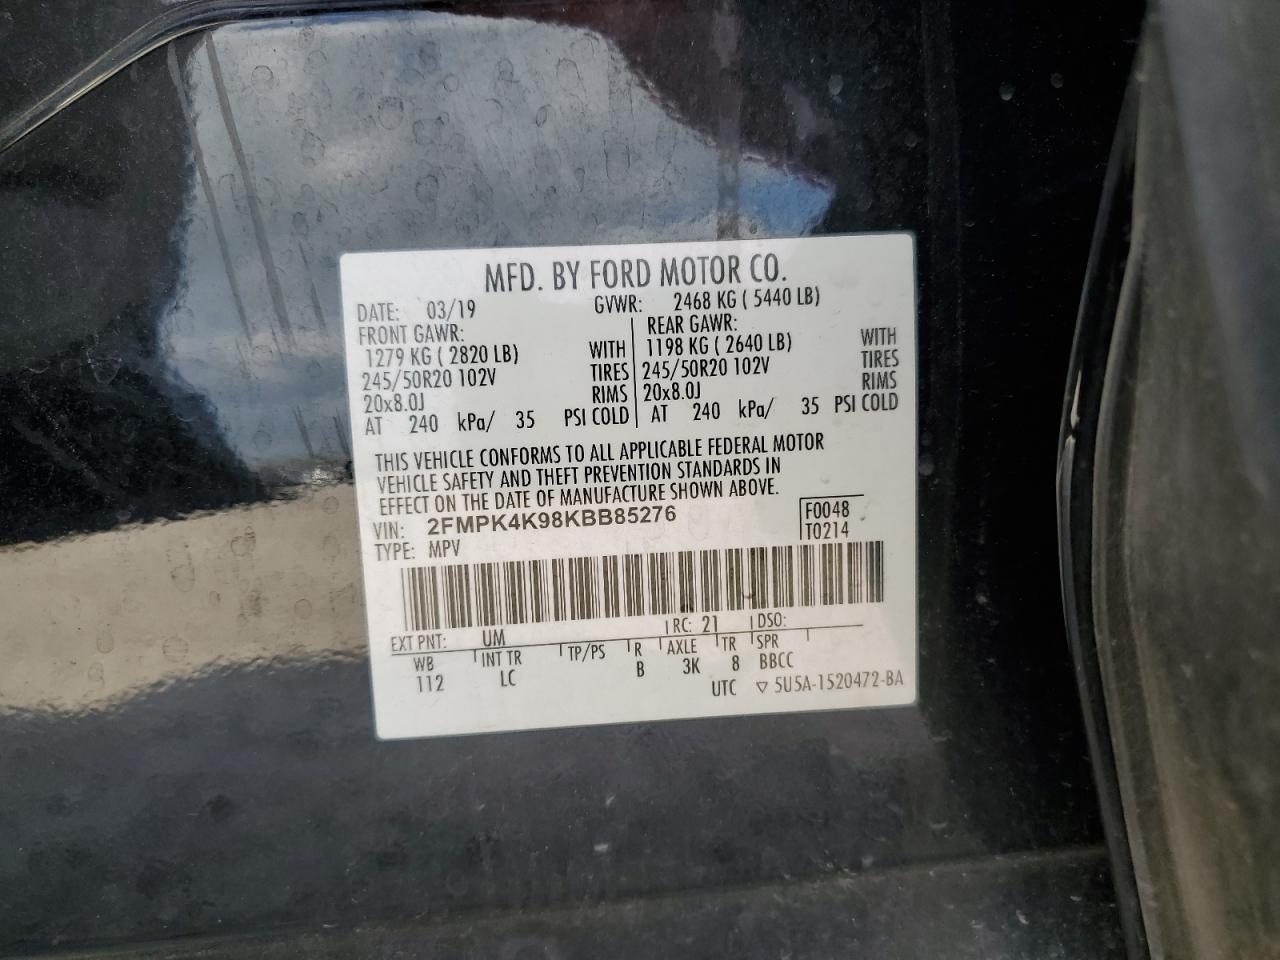 MFD. BY FORD MOTOR CO.
DATE: 03/19 GVWR: 2468 KG ( 5440 LB)
FRONT GAWR: REAR GAWR:
1279 KG ( 2820 LB) WITH 1198 KG ( 2640 LB) WITH
245/50R20 102V TIRES 245/50R20 102V TIRES
20x8.0J RIMS 20x8.0J RIMS
AT 240 kPa/ 35 PSI COLD AT 240 kPa/ 35 PSI COLD
THIS VEHICLE CONFORMS TO ALL APPLICABLE FEDERAL MOTOR
VEHICLE SAFETY AND THEFT PREVENTION STANDARDS IN
EFFECT ON THE DATE OF MANUFACTURE SHOWN ABOVE.
VIN: 2FMPK4K98KBB85276 F0048
TYPE: MPV T0214
EXT PNT: UM RC: 21 DSO:
WB INT TR TP/PS R AXLE TR SPR
112 LC B 3K 8 BBCC
UTC ▽ 5U5A-1520472-BA